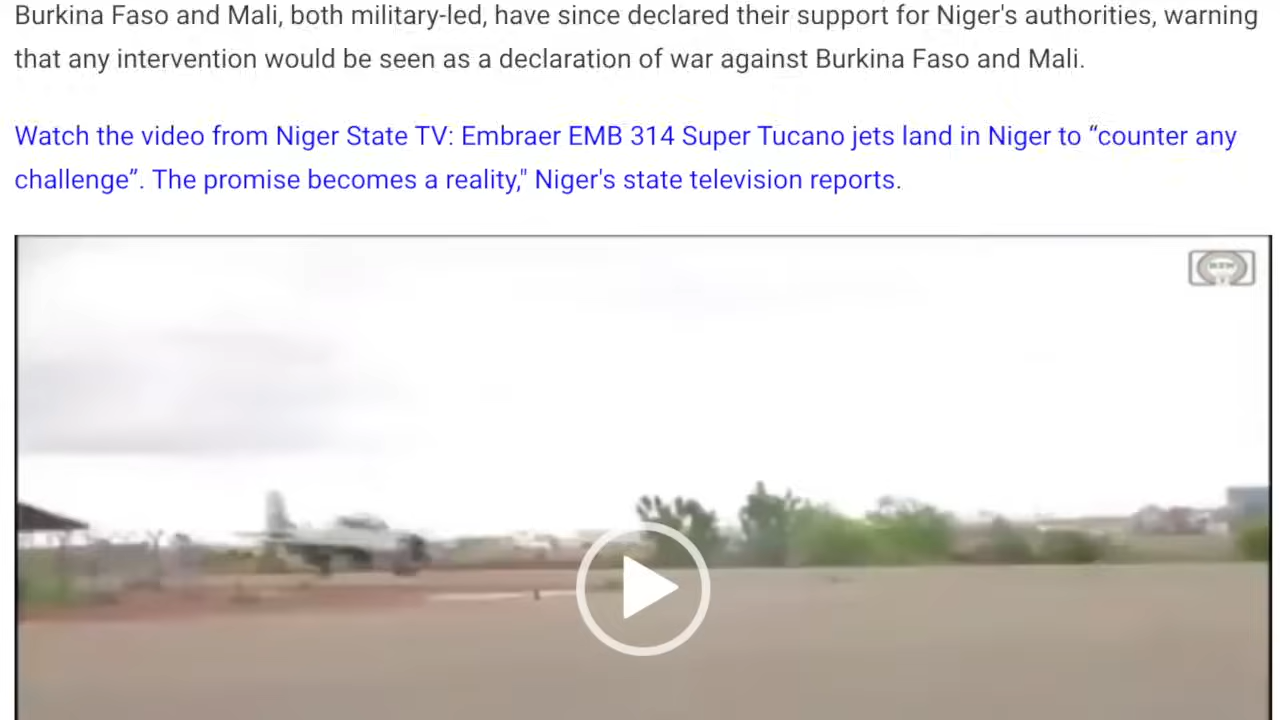 Burkina Faso and Mali, both military-led, have since declared their support for Niger's authorities, warning
that any intervention would be seen as a declaration of war against Burkina Faso and Mali.
Watch the video from Niger State TV: Embraer EMB 314 Super Tucano jets land in Niger to “counter any
challenge”. The promise becomes a reality," Niger's state television reports.